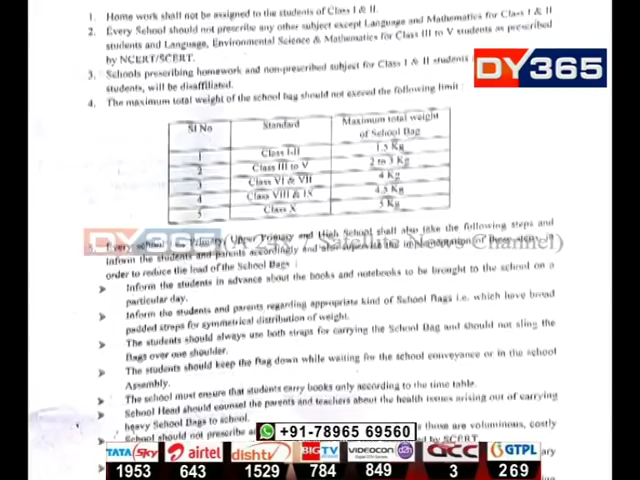 1. Home work shall not be assigned to the students of Class I & II.
2. Every School should not prescribe any other subject except Language and Mathematics for Class I & II
students and Language, Environmental Science & Mathematics for Class III to V students as prescribed
by NCERT/SCERT.
3. Schools prescribing homework and non-prescribed subject for Class I & II students
students, will be disaffiliated.
4. The maximum total weight of the school bag should not exceed the following limit :
DY365
Sl No Standard Maximum total weight
of School Bag
1 Class I-II 1.5 Kg
2 Class III to V 2 to 3 Kg
3 Class VI & VII 4 Kg
4 Class VIII & IX 4.5 Kg
5 Class X 5 Kg
DY365 (A 24x7 Satellite News Channel)
5. Every school i.e. Primary, Upper Primary and High School shall also take the following steps and
inform the students and parents accordingly and also supervise the implementation of these steps in
order to reduce the load of the School Bags :
➢ Inform the students in advance about the books and notebooks to be brought to the school on a
particular day.
➢ Inform the students and parents regarding appropriate kind of School Bags i.e. which have broad
padded straps for symmetrical distribution of weight.
➢ The students should always use both straps for carrying the School Bag and should not sling the
Bags over one shoulder.
➢ The students should keep the Bag down while waiting for the school conveyance or in the school
Assembly.
➢ The school must ensure that students carry books only according to the time table.
➢ School Head should counsel the parents and teachers about the health issues arising out of carrying
heavy School Bags to school.
➢ School should not prescribe those are voluminous, costly
by SCERT.
+91-78965 69560
TATA Sky airtel dishtv BIG TV VIDEOCON d2h ACC GTPL
1953 643 1529 784 849 3 269